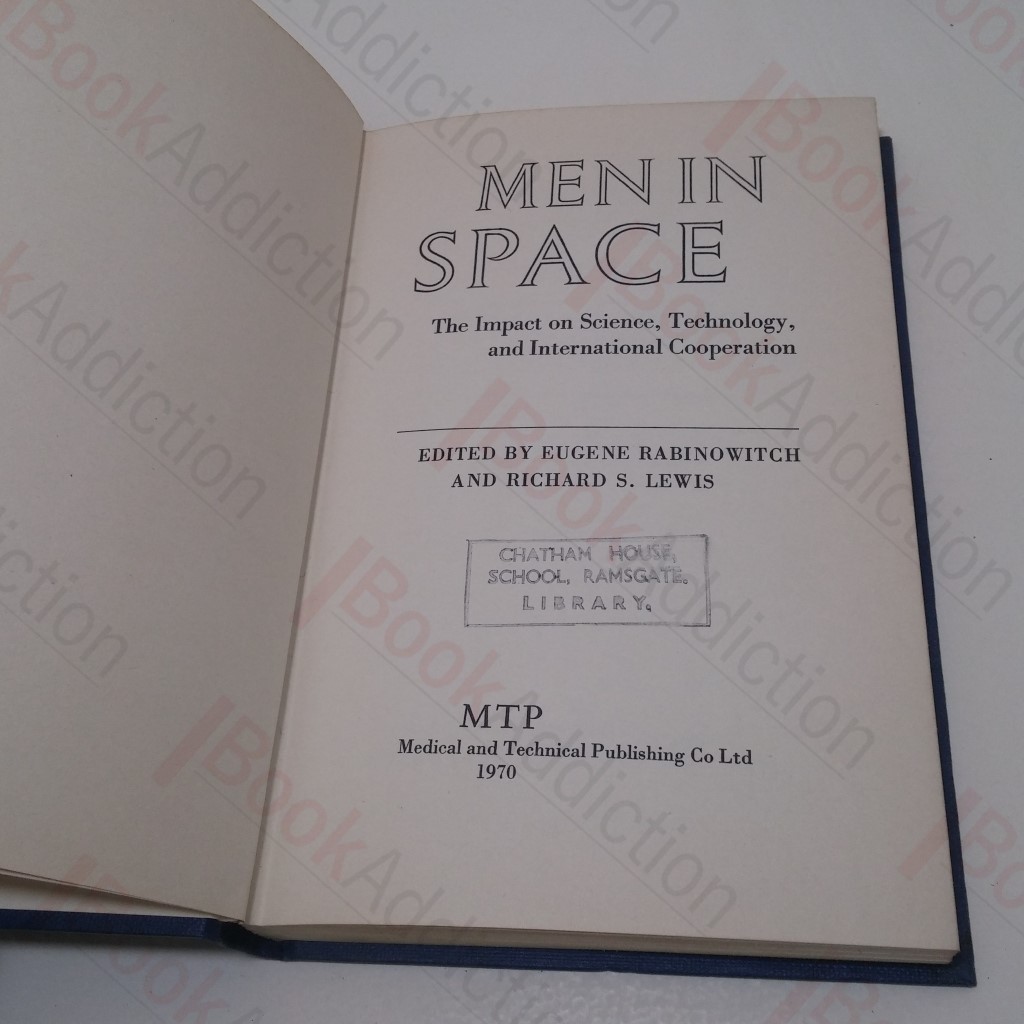 MEN IN
SPACE
The Impact on Science, Technology,
and International Cooperation
EDITED BY EUGENE RABINOWITCH
AND RICHARD S. LEWIS
CHATHAM HOUSE,
SCHOOL, RAMSGATE.
LIBRARY.
MTP
Medical and Technical Publishing Co Ltd
1970
BookAddiction